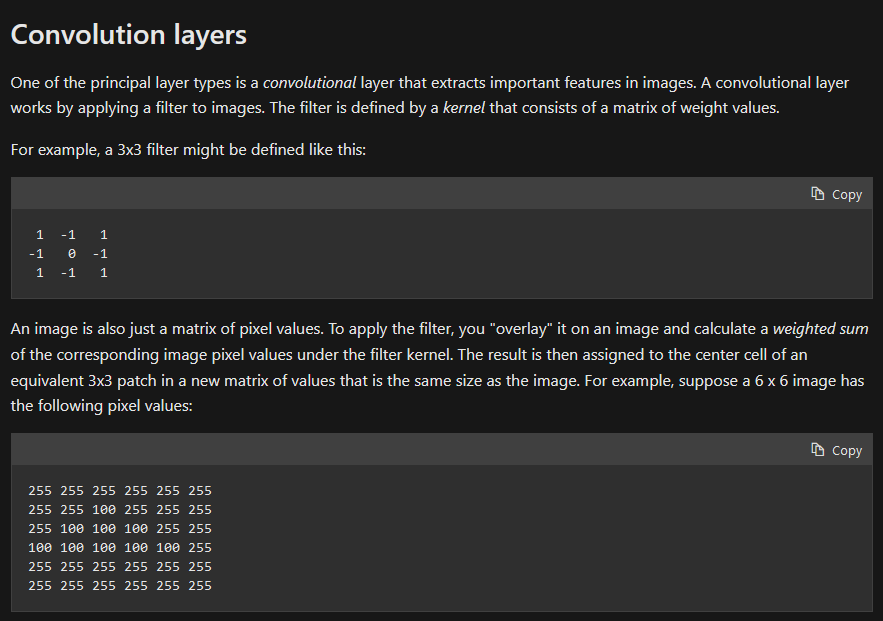 Convolution layers
One of the principal layer types is a convolutional layer that extracts important features in images. A convolutional layer
works by applying a filter to images. The filter is defined by a kernel that consists of a matrix of weight values.
For example, a 3x3 filter might be defined like this:
Copy
1 -1 1
-1 0 -1
1 -1 1
An image is also just a matrix of pixel values. To apply the filter, you "overlay" it on an image and calculate a weighted sum
of the corresponding image pixel values under the filter kernel. The result is then assigned to the center cell of an
equivalent 3x3 patch in a new matrix of values that is the same size as the image. For example, suppose a 6 x 6 image has
the following pixel values:
Copy
255 255 255 255 255 255
255 255 100 255 255 255
255 100 100 100 255 255
100 100 100 100 100 255
255 255 255 255 255 255
255 255 255 255 255 255